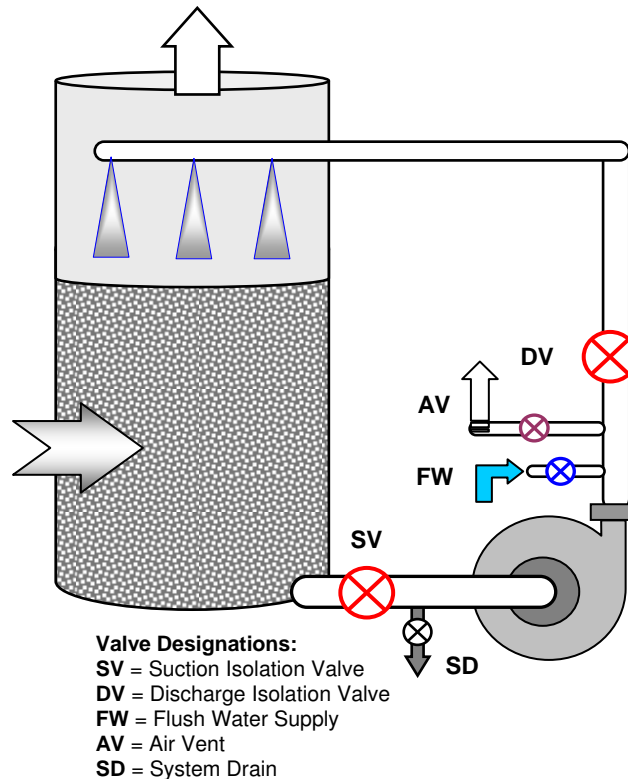 DV
AV
FW
SV
SD
Valve Designations:
SV = Suction Isolation Valve
DV = Discharge Isolation Valve
FW = Flush Water Supply
AV = Air Vent
SD = System Drain